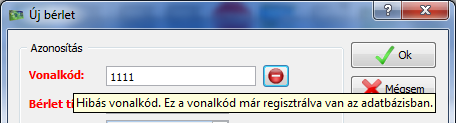 Új bérlet
Azonosítás
Ok
Vonalkód: 1111
Mégsem
Hibás vonalkód. Ez a vonalkód már regisztrálva van az adatbázisban.
Bérlet